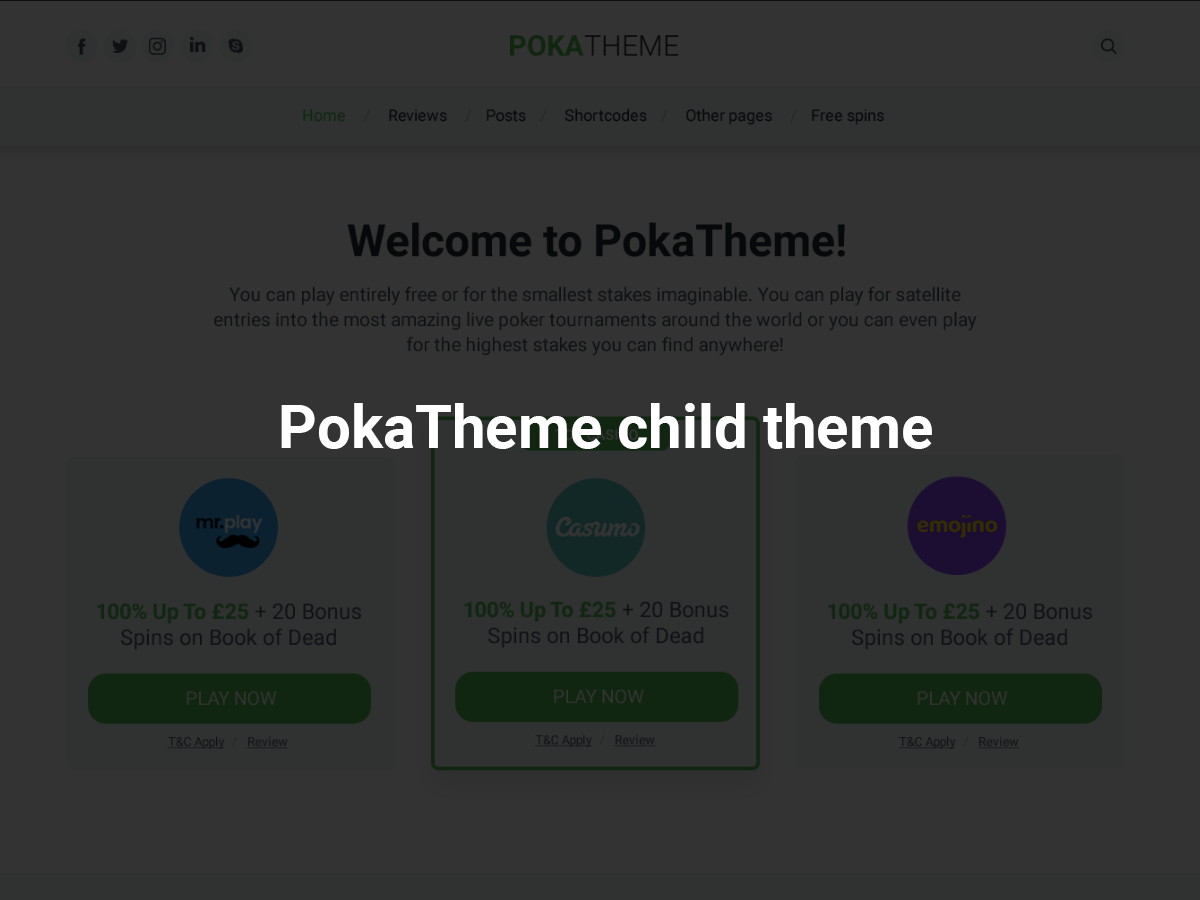 POKATHEME
Home / Reviews / Posts / Shortcodes / Other pages / Free spins
Welcome to PokaTheme!
You can play entirely free or for the smallest stakes imaginable. You can play for satellite
entries into the most amazing live poker tournaments around the world or you can even play
for the highest stakes you can find anywhere!
PokaTheme child theme
mr.play
Casumo
emojino
100% Up To £25 + 20 Bonus
Spins on Book of Dead
PLAY NOW
T&C Apply / Review
100% Up To £25 + 20 Bonus
Spins on Book of Dead
PLAY NOW
T&C Apply / Review
100% Up To £25 + 20 Bonus
Spins on Book of Dead
PLAY NOW
T&C Apply / Review